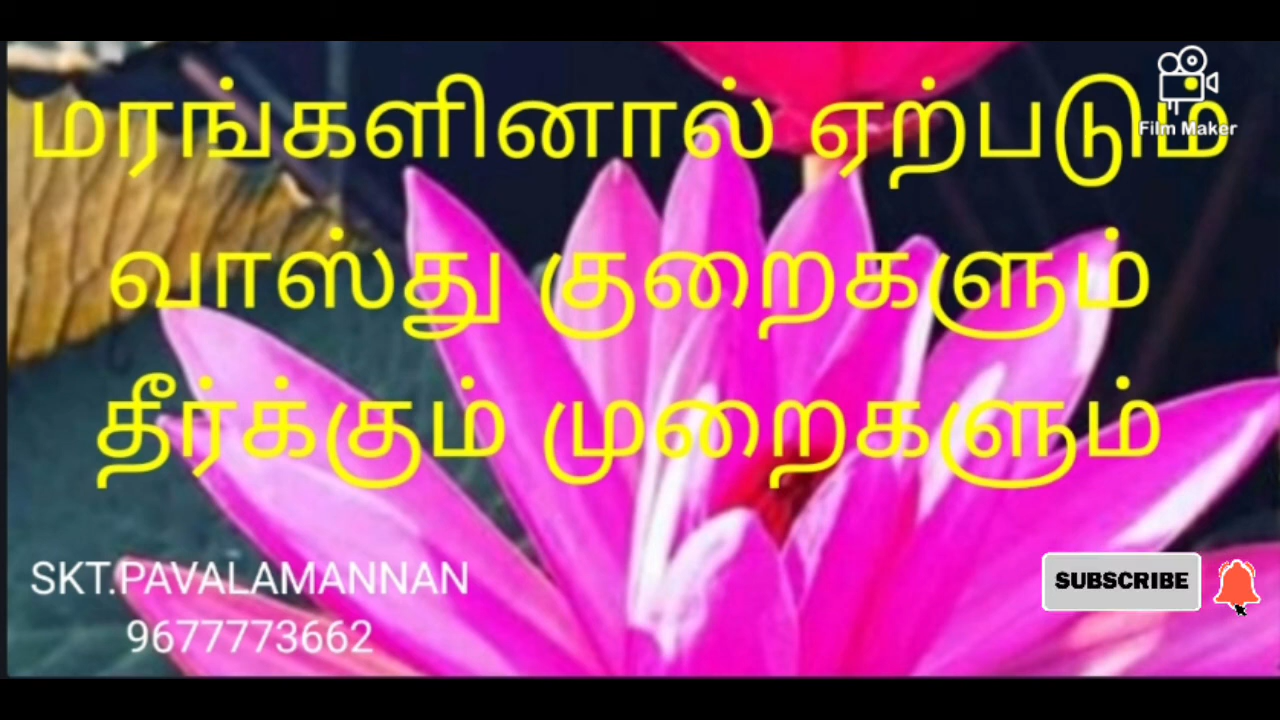 மரங்களினால் ஏற்படும்
Film Maker
வாஸ்து குறைகளும்
தீர்க்கும் முறைகளும்
SKT.PAVALAMANNAN
9677773662
SUBSCRIBE